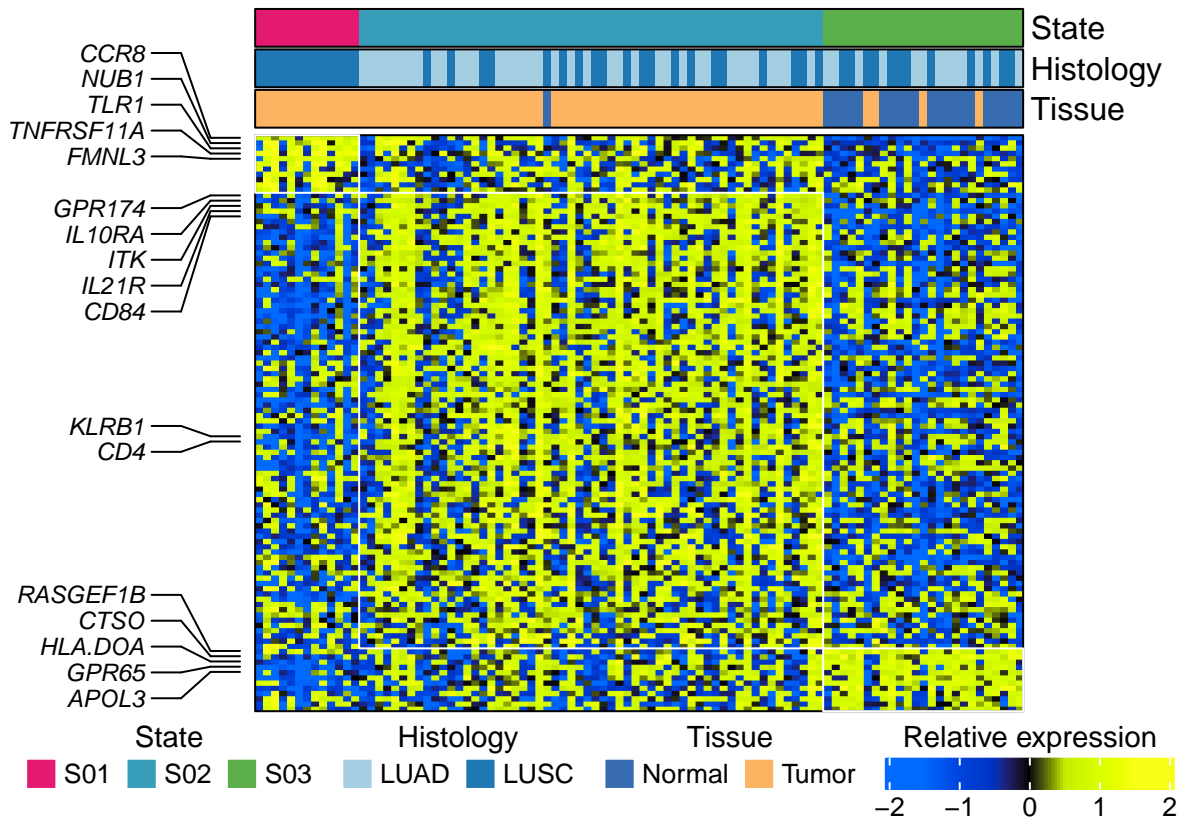 State
Histology
Tissue
CCR8
NUB1
TLR1
TNFRSF11A
FMNL3
GPR174
IL10RA
ITK
IL21R
CD84
KLRB1
CD4
RASGEF1B
CTSO
HLA.DOA
GPR65
APOL3
State Histology Tissue Relative expression
S01 S02 S03 LUAD LUSC Normal Tumor
−2 −1 0 1 2